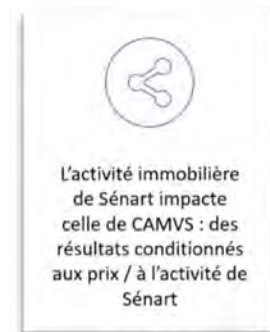 L'activité immobilière
de Sénart impacte
celle de CAMVS : des
résultats conditionnés
aux prix / à l'activité de
Sénart